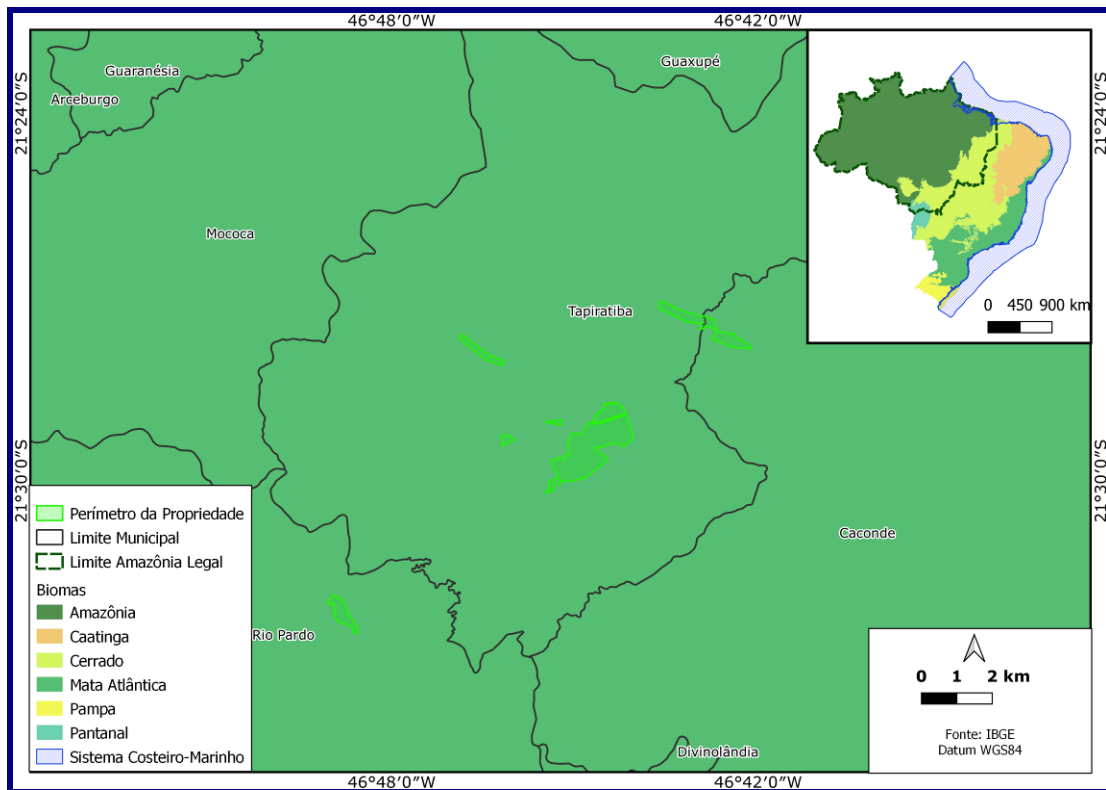 46°48′0″W
46°42′0″W
Guaranésia
Guaxupé
Arceburgo
21°24′0″S
21°24′0″S
Mococa
Tapiratiba
0 450 900 km
21°30′0″S
21°30′0″S
Caconde
Rio Pardo
Divinolândia
Perímetro da Propriedade
Limite Municipal
Limite Amazônia Legal
Biomas
Amazônia
Caatinga
Cerrado
Mata Atlântica
Pampa
Pantanal
Sistema Costeiro-Marinho
0 1 2 km
Fonte: IBGE
Datum WGS84
46°48′0″W
46°42′0″W